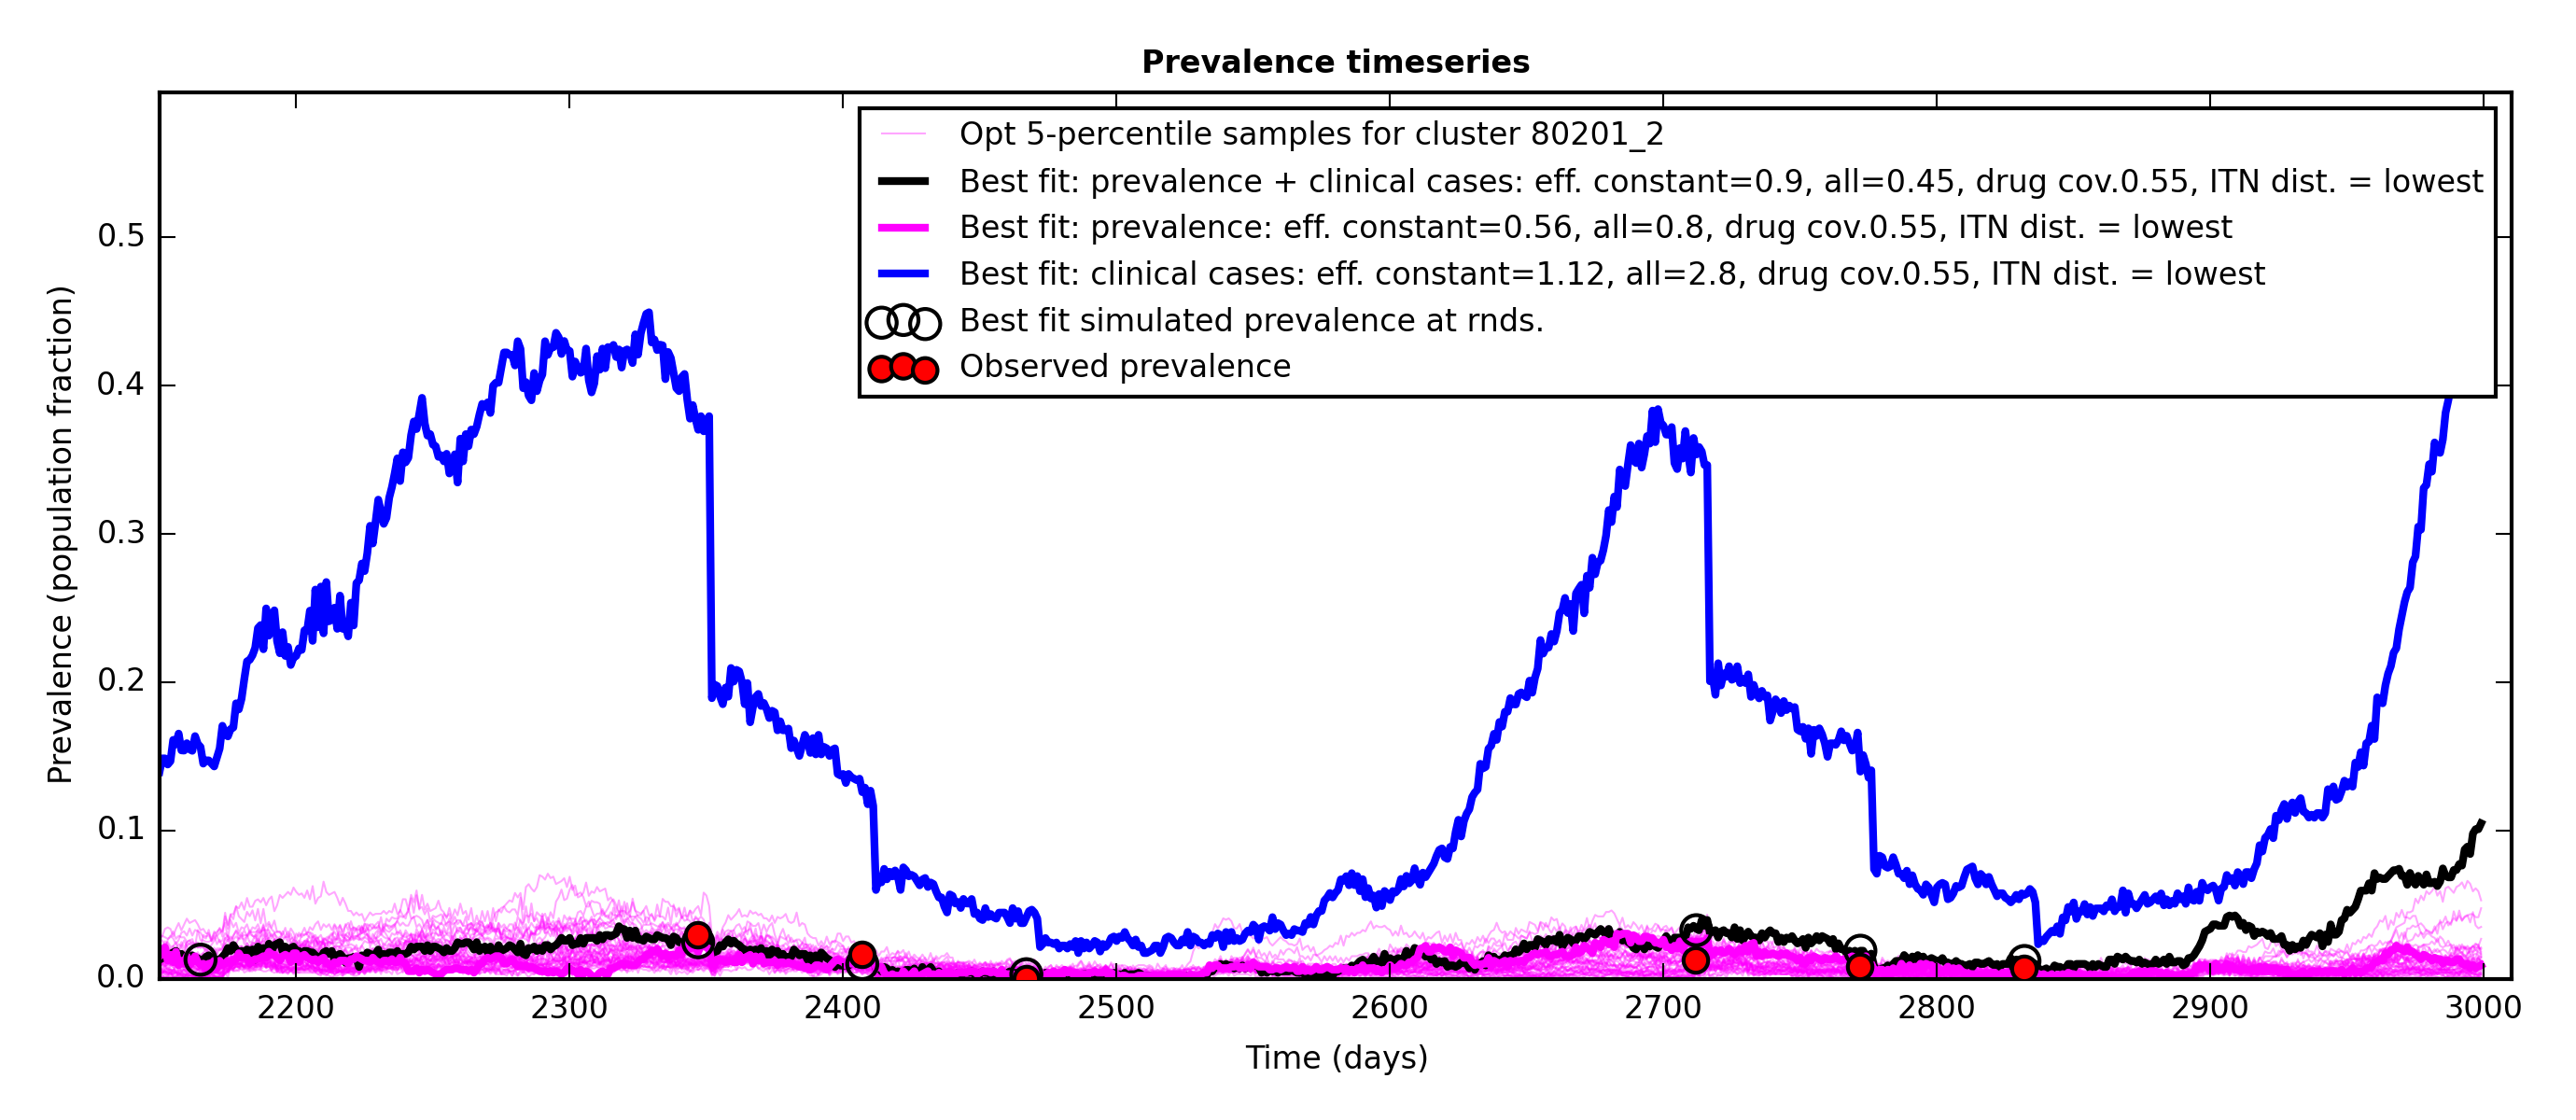 Prevalence timeseries
Opt 5-percentile samples for cluster 80201_2
Best fit: prevalence + clinical cases: eff. constant=0.9, all=0.45, drug cov.0.55, ITN dist. = lowest
Best fit: prevalence: eff. constant=0.56, all=0.8, drug cov.0.55, ITN dist. = lowest
Best fit: clinical cases: eff. constant=1.12, all=2.8, drug cov.0.55, ITN dist. = lowest
Best fit simulated prevalence at rnds.
Observed prevalence
Prevalence (population fraction)
0.5
0.4
0.3
0.2
0.1
0.0
2200 2300 2400 2500 2600 2700 2800 2900 3000
Time (days)